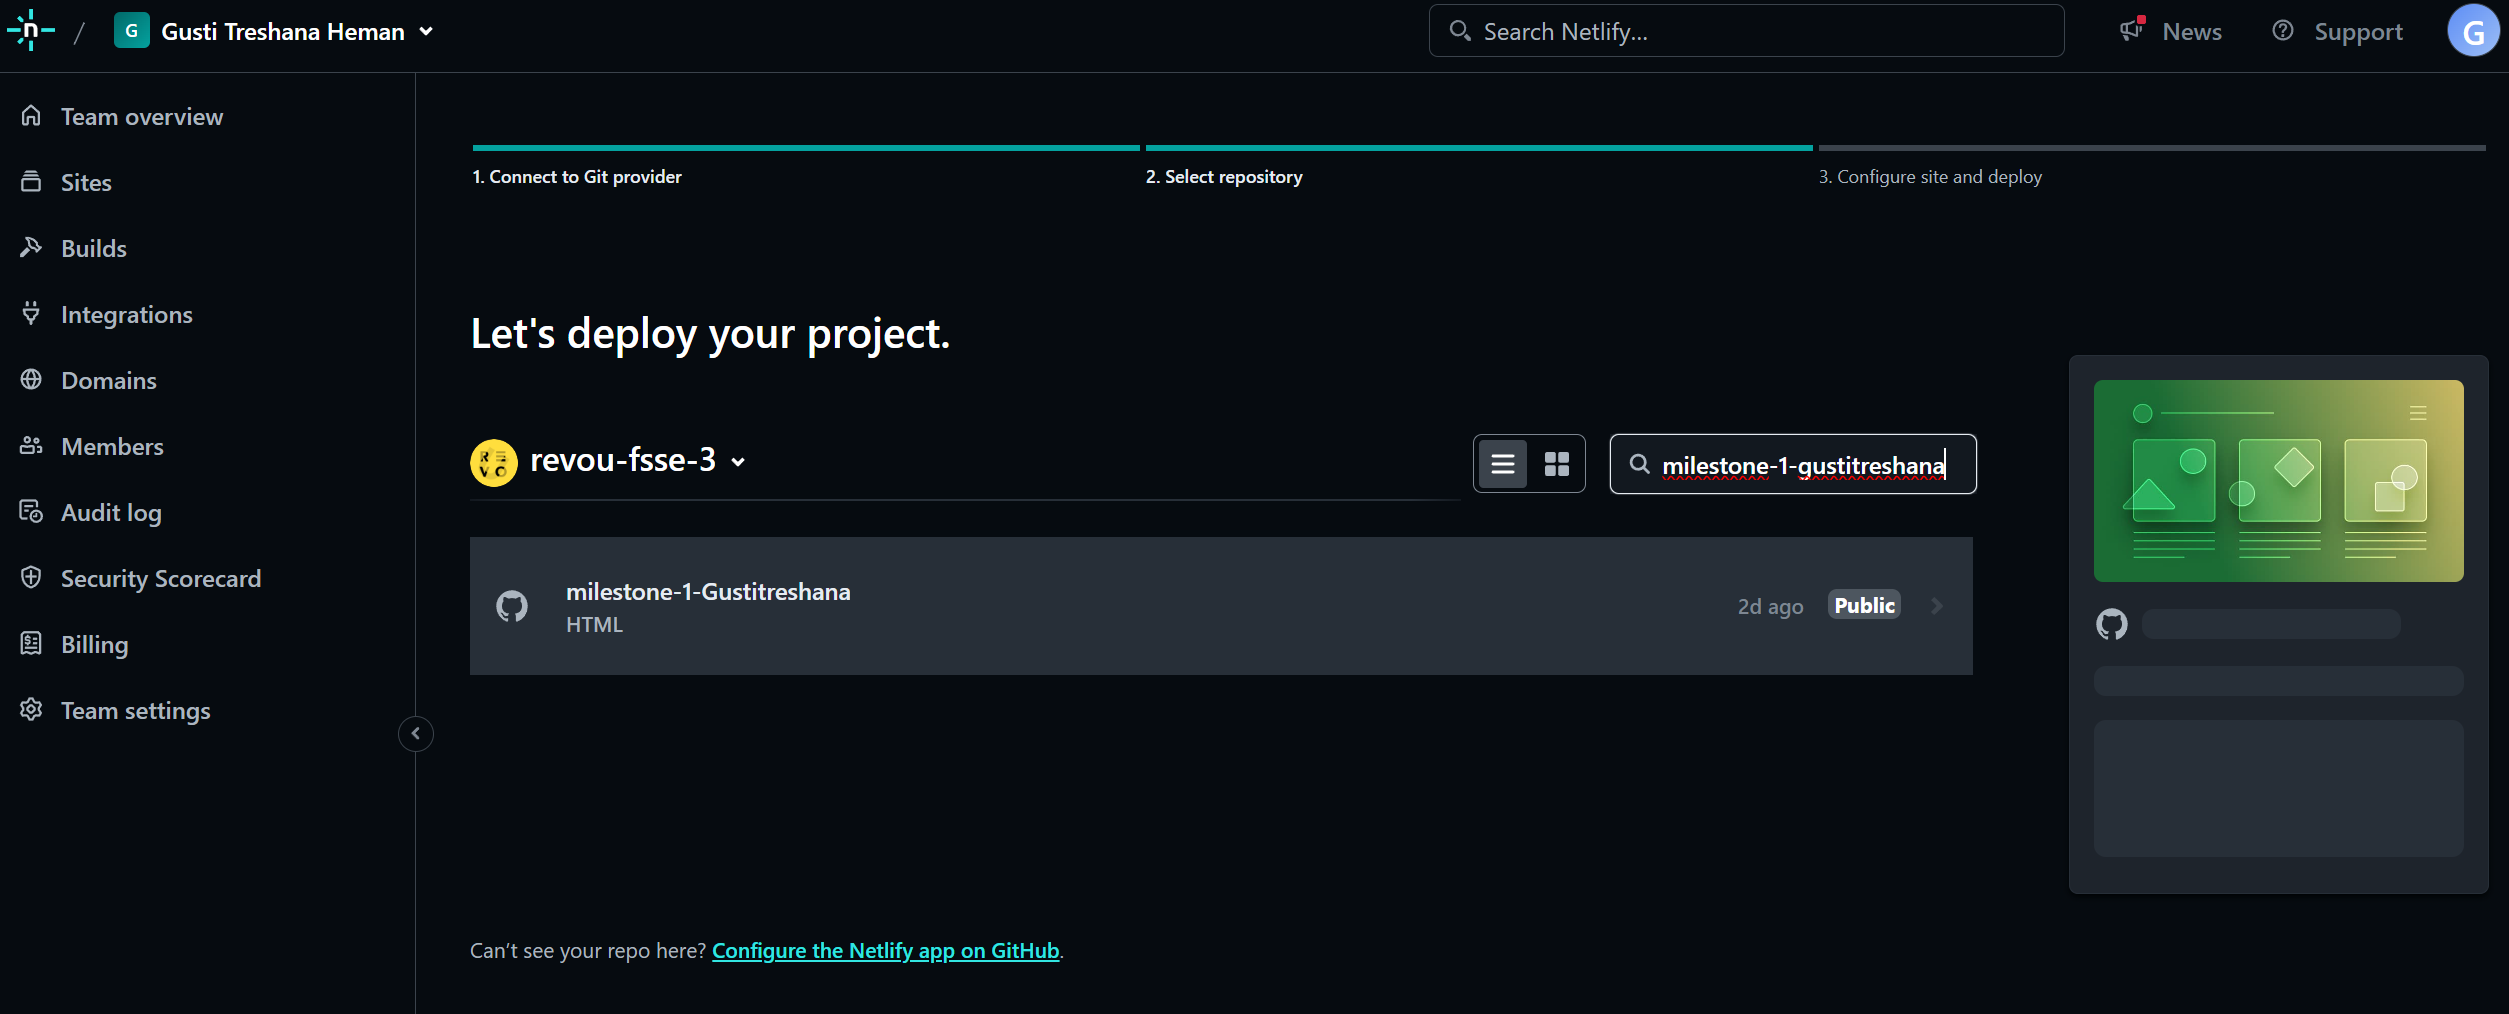 n / G Gusti Treshana Heman
Search Netlify...
News
Support
G
Team overview
Sites
Builds
Integrations
Domains
Members
Audit log
Security Scorecard
Billing
Team settings
1. Connect to Git provider
2. Select repository
3. Configure site and deploy
Let's deploy your project.
REVO
revou-fsse-3
milestone-1-gustitreshana
milestone-1-Gustitreshana
HTML
2d ago
Public
Can’t see your repo here? Configure the Netlify app on GitHub.